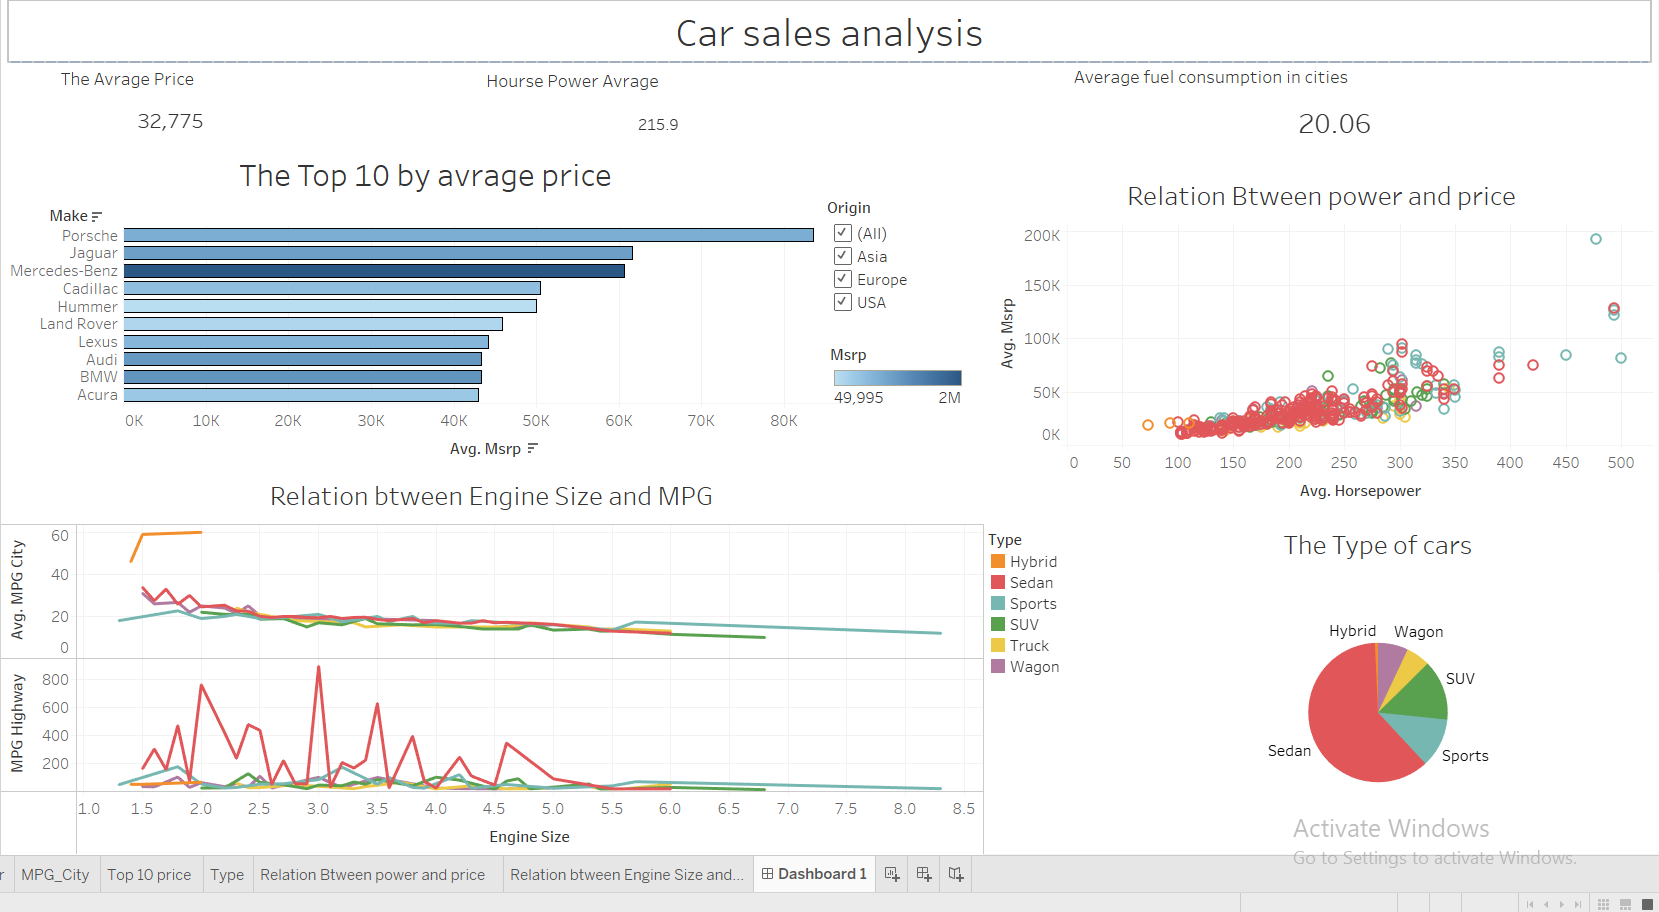 Car sales analysis
The Avrage Price
32,775
Hourse Power Avrage
215.9
Average fuel consumption in cities
20.06
The Top 10 by avrage price
Make
Porsche
Jaguar
Mercedes-Benz
Cadillac
Hummer
Land Rover
Lexus
Audi
BMW
Acura
0K 10K 20K 30K 40K 50K 60K 70K 80K
Avg. Msrp
Origin
(All)
Asia
Europe
USA
Msrp
49,995 2M
Relation Btween power and price
Avg. Msrp
200K
150K
100K
50K
0K
0 50 100 150 200 250 300 350 400 450 500
Avg. Horsepower
Relation btween Engine Size and MPG
Avg. MPG City
60
40
20
0
MPG Highway
800
600
400
200
1.0 1.5 2.0 2.5 3.0 3.5 4.0 4.5 5.0 5.5 6.0 6.5 7.0 7.5 8.0 8.5
Engine Size
Type
Hybrid
Sedan
Sports
SUV
Truck
Wagon
The Type of cars
Hybrid Wagon
SUV
Sedan
Sports
Activate Windows
Go to Settings to activate Windows.
r MPG_City Top 10 price Type Relation Btween power and price Relation btween Engine Size and... Dashboard 1